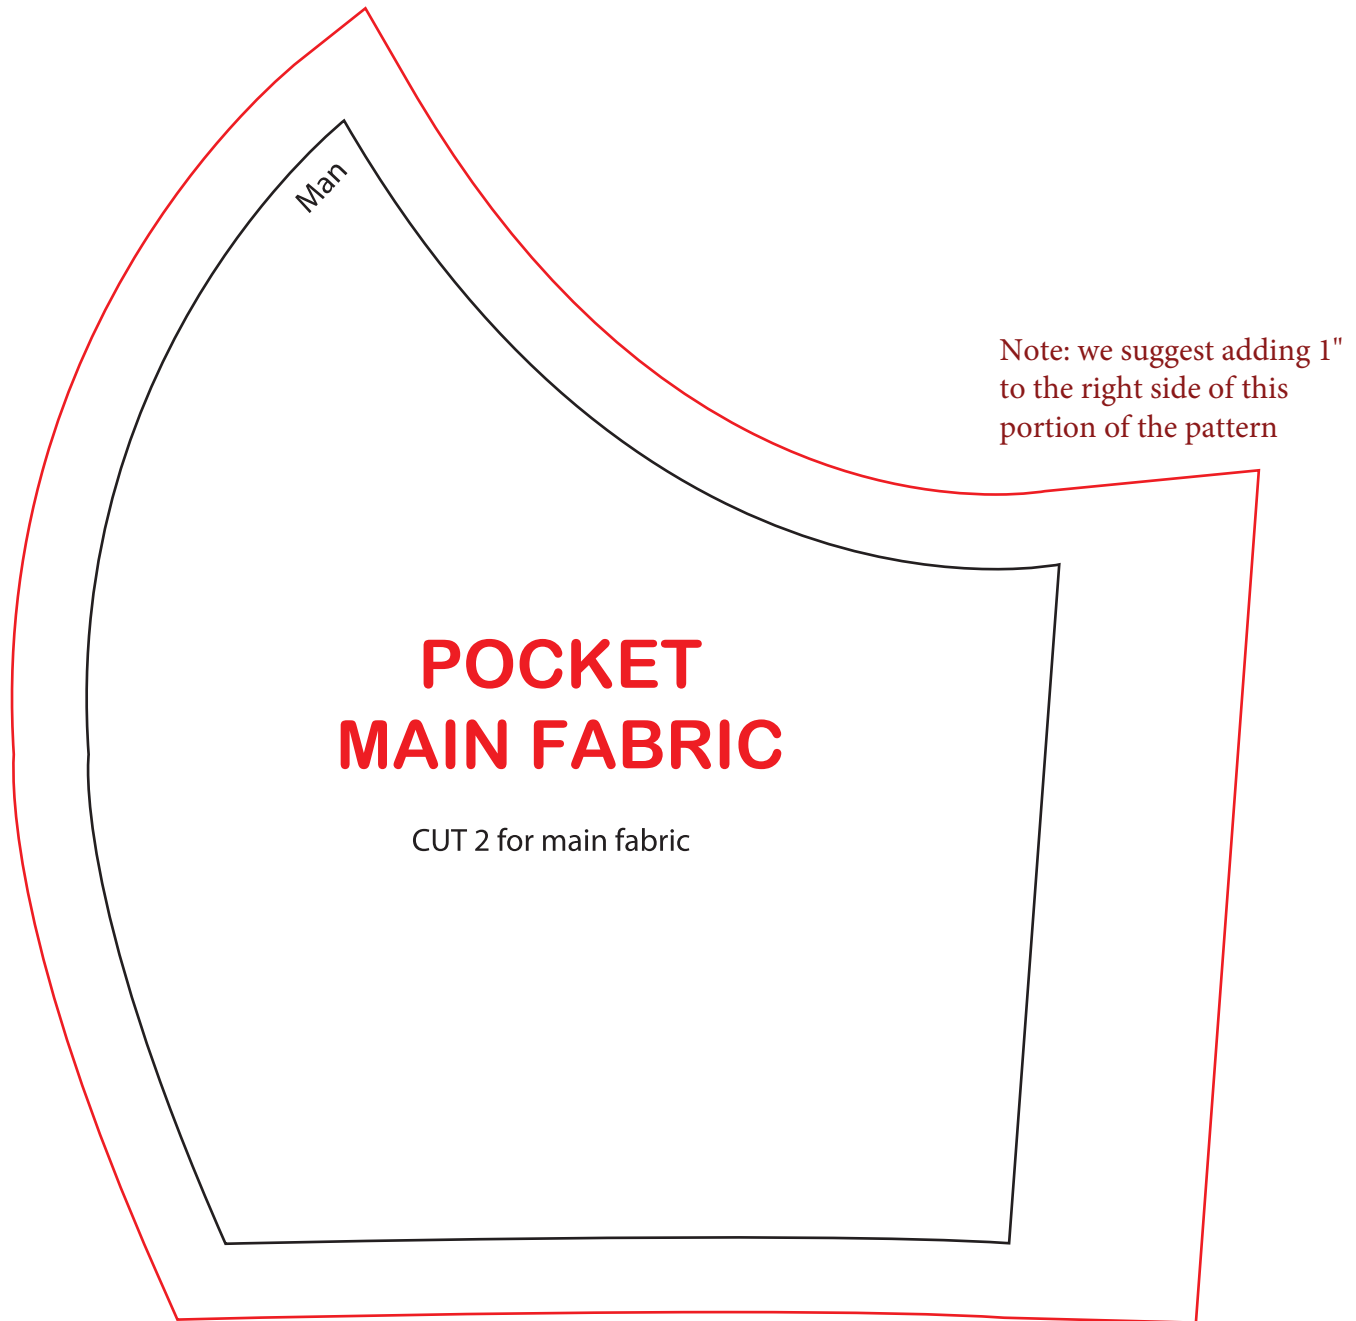 Man
Note: we suggest adding 1"
to the right side of this
portion of the pattern
POCKET
MAIN FABRIC
CUT 2 for main fabric